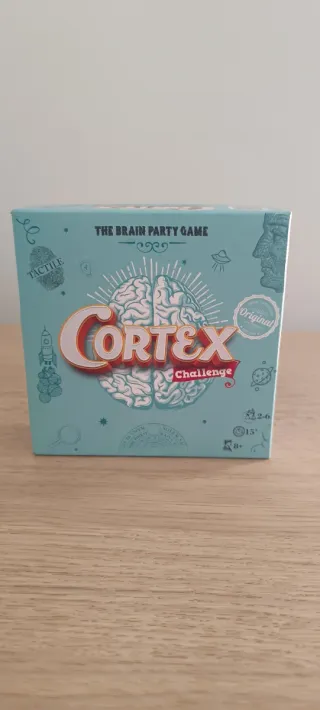 THE BRAIN PARTY GAME
TACTILE
Original
CORTEX
Challenge
2-6
15'
8+